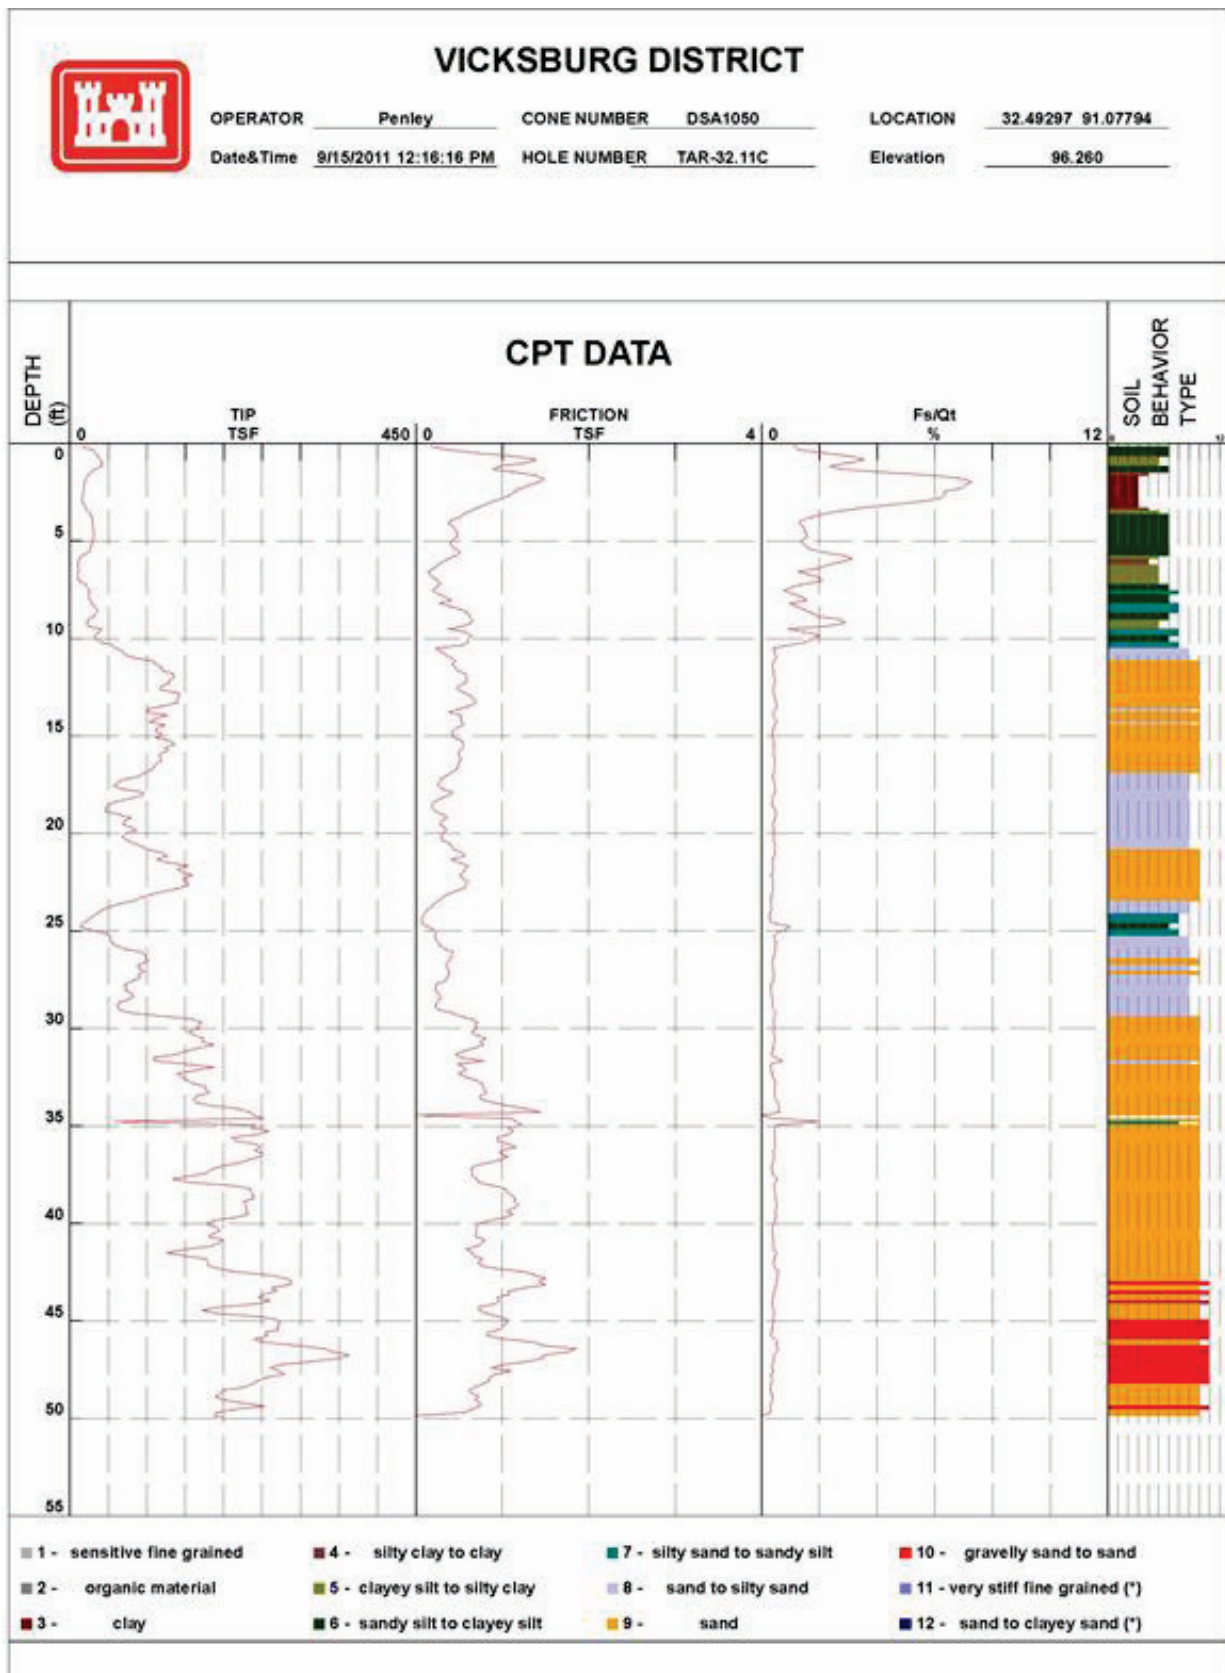 VICKSBURG DISTRICT
OPERATOR Penley CONE NUMBER DSA1050 LOCATION 32.49297 91.07794
Date&Time 9/15/2011 12:16:16 PM HOLE NUMBER TAR-32.11C Elevation 96.260
CPT DATA
DEPTH
(ft)
TIP
TSF
0 450
FRICTION
TSF
0 4
Fs/Qt
%
0 12
SOIL
BEHAVIOR
TYPE
0
5
10
15
20
25
30
35
40
45
50
55
1 - sensitive fine grained
2 - organic material
3 - clay
4 - silty clay to clay
5 - clayey silt to silty clay
6 - sandy silt to clayey silt
7 - silty sand to sandy silt
8 - sand to silty sand
9 - sand
10 - gravelly sand to sand
11 - very stiff fine grained (*)
12 - sand to clayey sand (*)